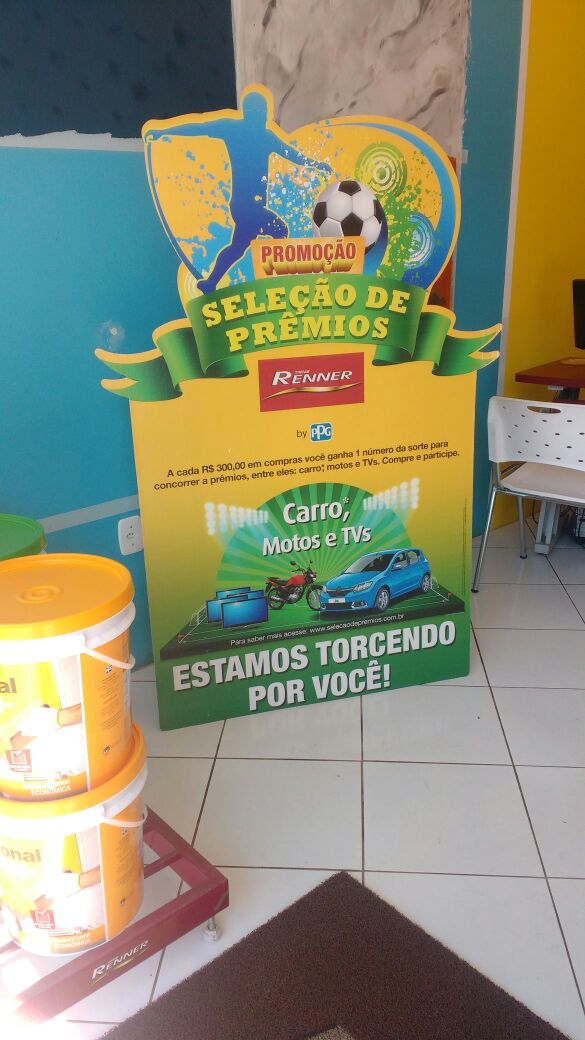 PROMOÇÃO
SELEÇÃO DE
PRÊMIOS
RENNER
by PPG
A cada R$ 300,00 em compras você ganha 1 número da sorte para
concorrer a prêmios, entre eles: carro*, motos e TVs. Compre e participe.
Carro*,
Motos e TVs
Para saber mais acesse: www.selecaodepremios.com.br
ESTAMOS TORCENDO
POR VOCÊ!
ECONÔMICA
onal
ECONÔMICA
RENNER